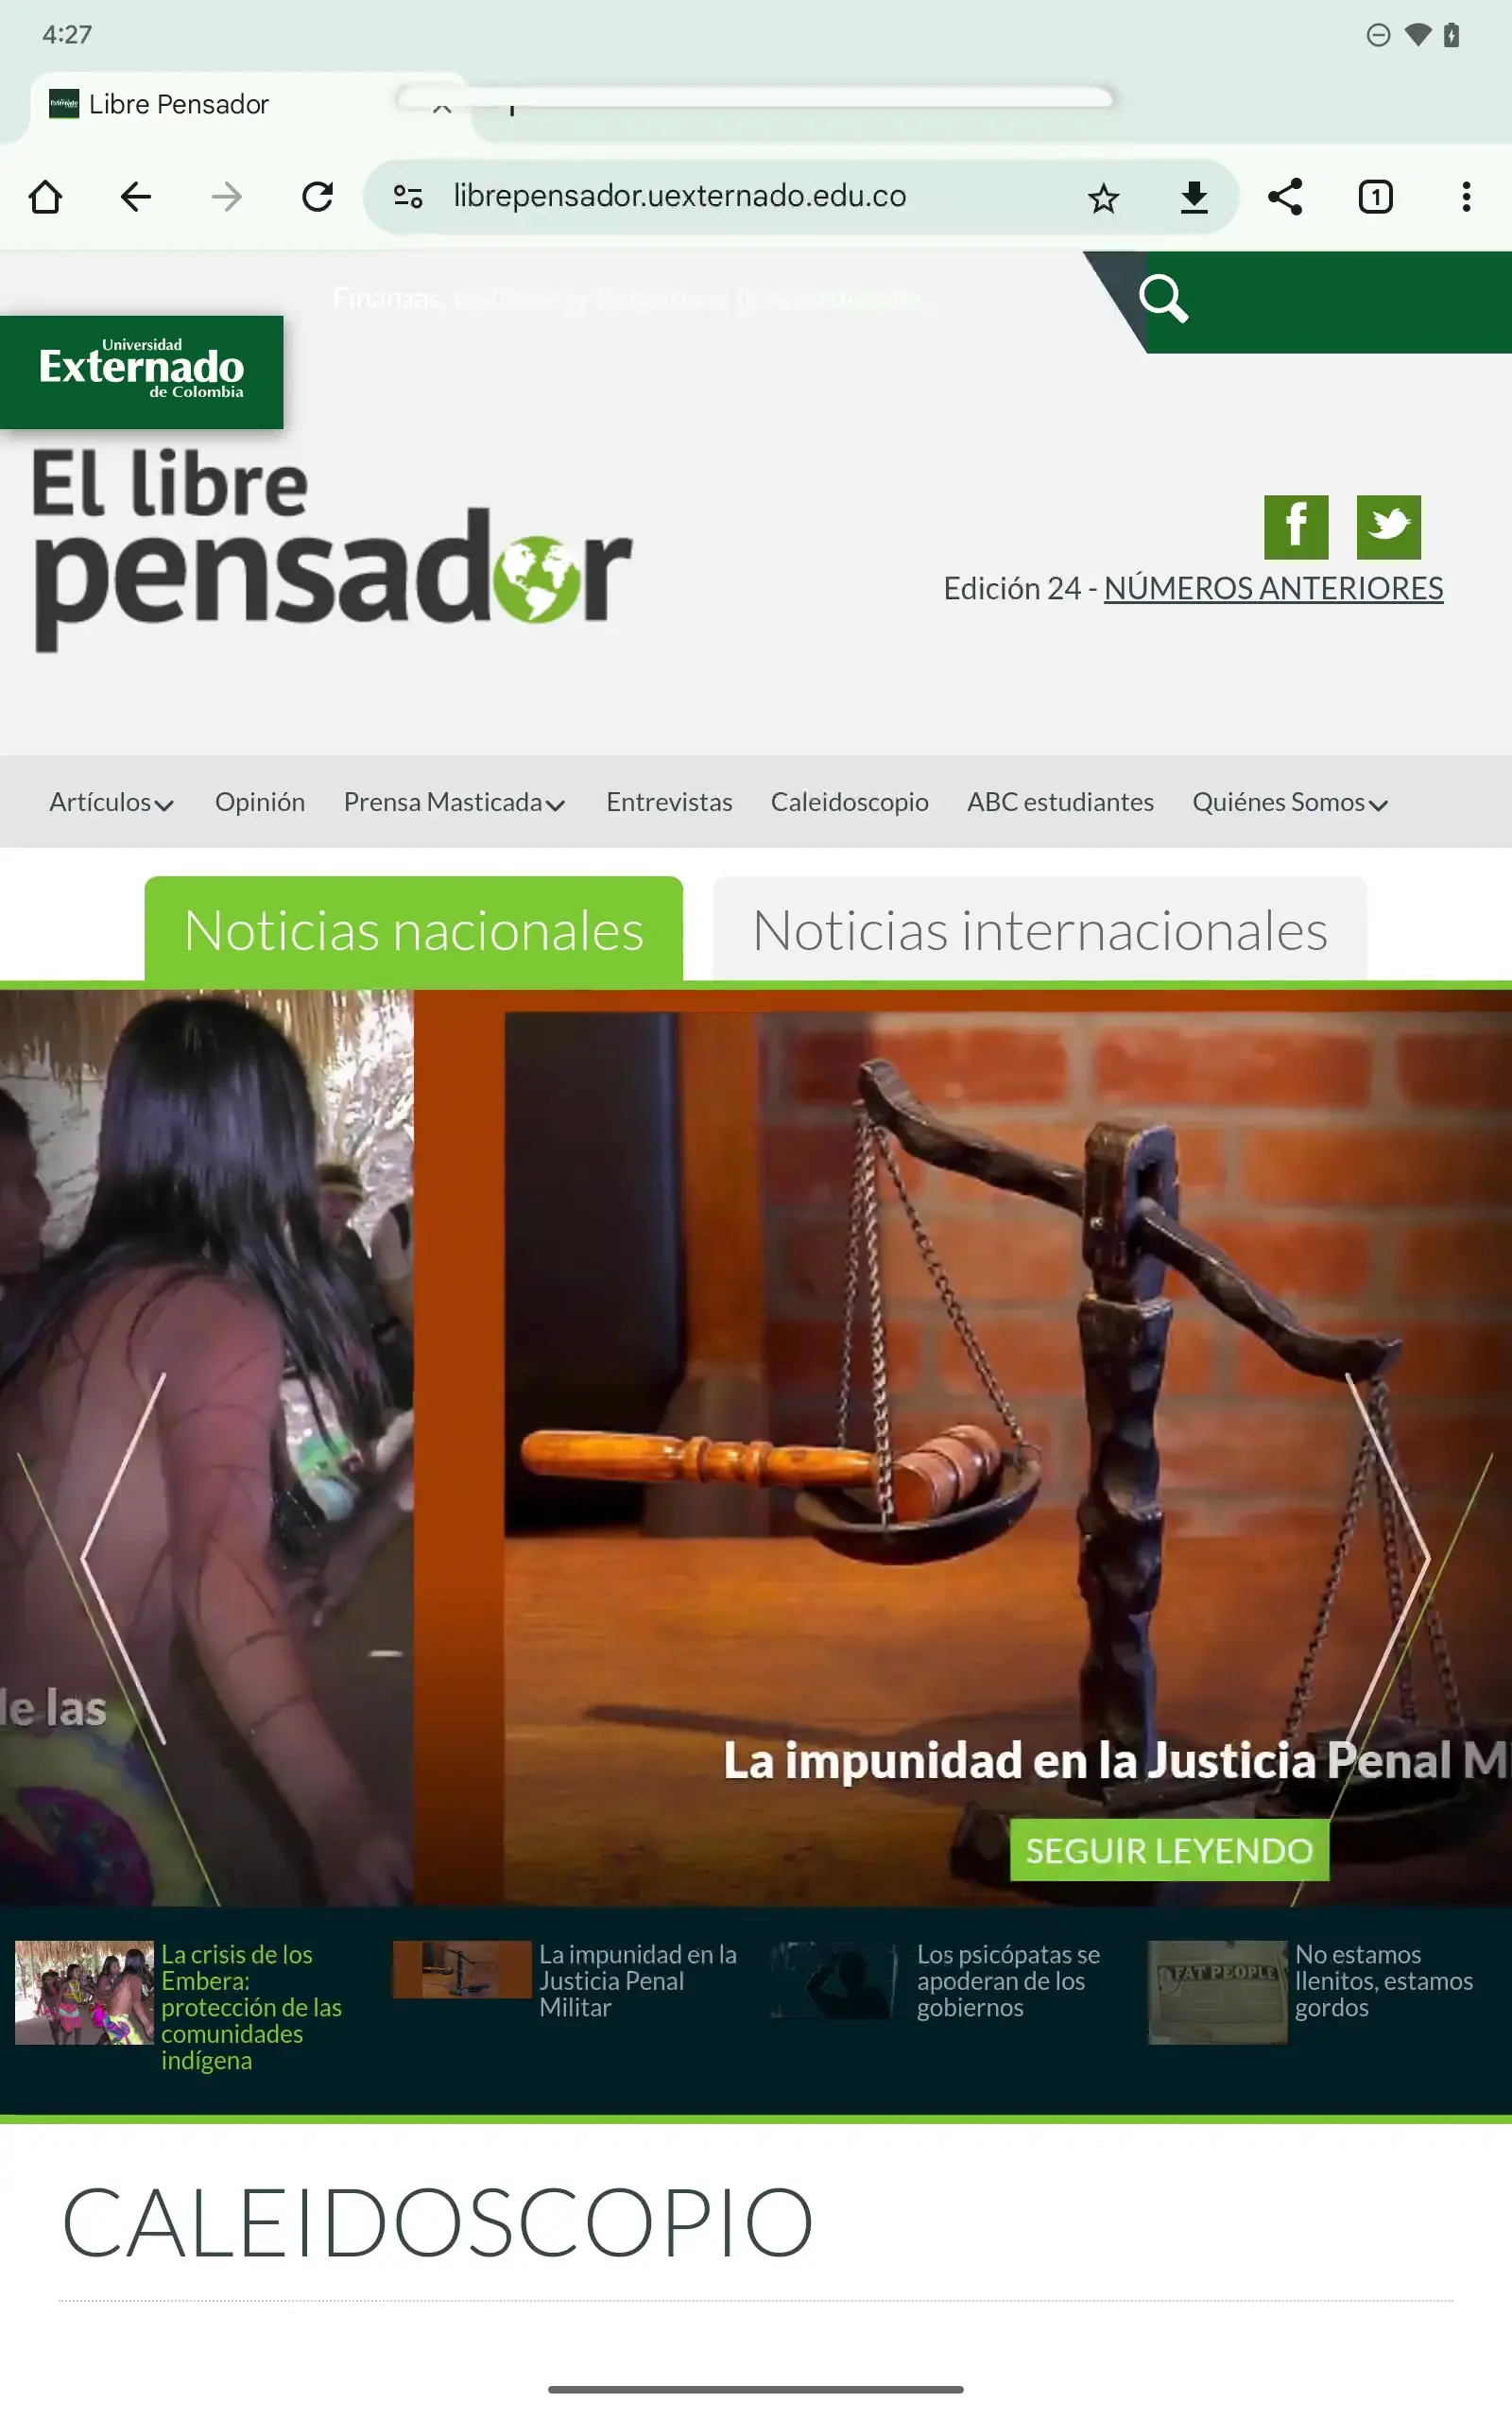 4:27
Libre Pensador
librepensador.uexternado.edu.co
1
Universidad
Externado
de Colombia
El libre
pensador
Edición 24 - NÚMEROS ANTERIORES
Artículos Opinión Prensa Masticada Entrevistas Caleidoscopio ABC estudiantes Quiénes Somos
Noticias nacionales Noticias internacionales
de las
La impunidad en la Justicia Penal M
SEGUIR LEYENDO
La crisis de los
Embera:
protección de las
comunidades
indígena
La impunidad en la
Justicia Penal
Militar
Los psicópatas se
apoderan de los
gobiernos
FAT PEOPLE
No estamos
llenitos, estamos
gordos
CALEIDOSCOPIO